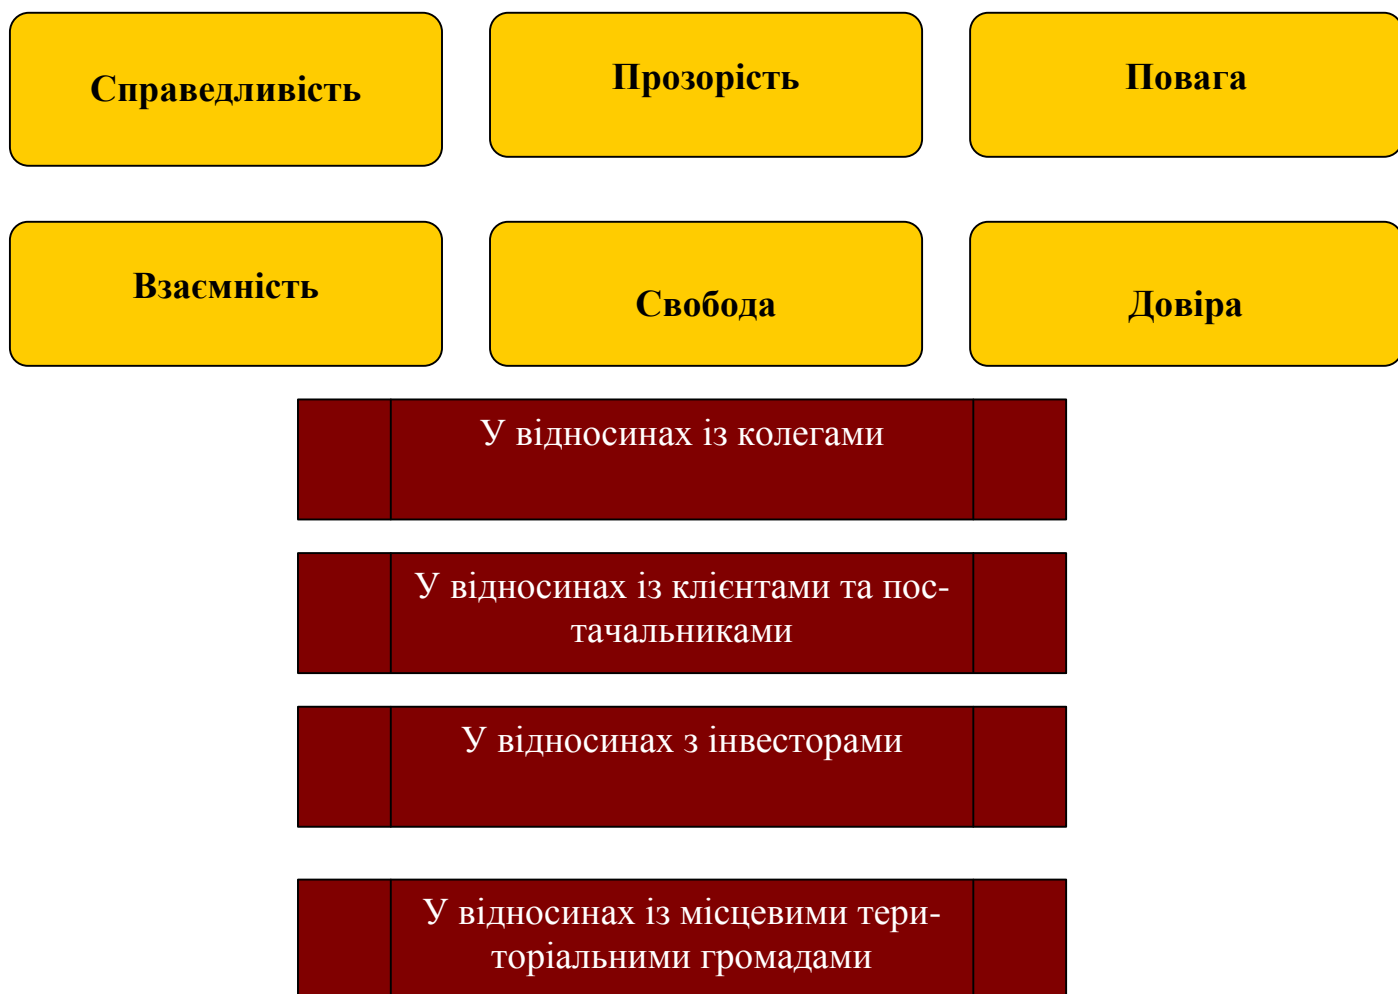 Справедливість
Прозорість
Повага
Взаємність
Свобода
Довіра
У відносинах із колегами
У відносинах із клієнтами та пос-
тачальниками
У відносинах з інвесторами
У відносинах із місцевими тери-
торіальними громадами